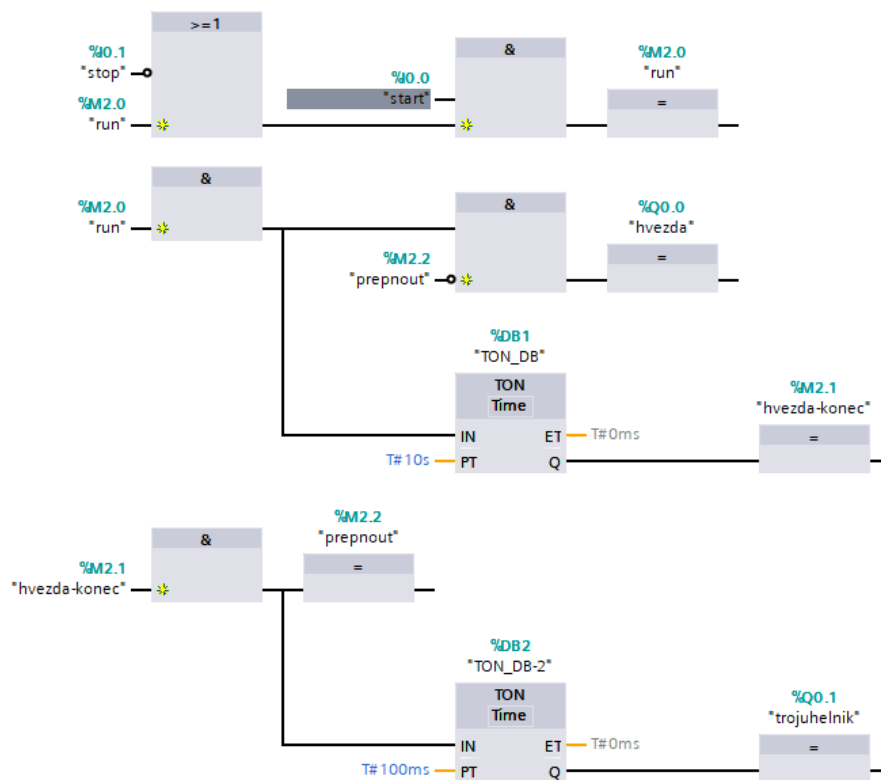 >=1
%I0.1
"stop"
%M2.0
"run"
&
%I0.0
"start"
%M2.0
"run"
=
&
%M2.0
"run"
&
%M2.2
"prepnout"
%Q0.0
"hvezda"
=
%DB1
"TON_DB"
TON
Time
IN ET T#0ms
T#10s PT Q
%M2.1
"hvezda-konec"
=
&
%M2.1
"hvezda-konec"
%M2.2
"prepnout"
=
%DB2
"TON_DB-2"
TON
Time
IN ET T#0ms
T#100ms PT Q
%Q0.1
"trojuhelnik"
=